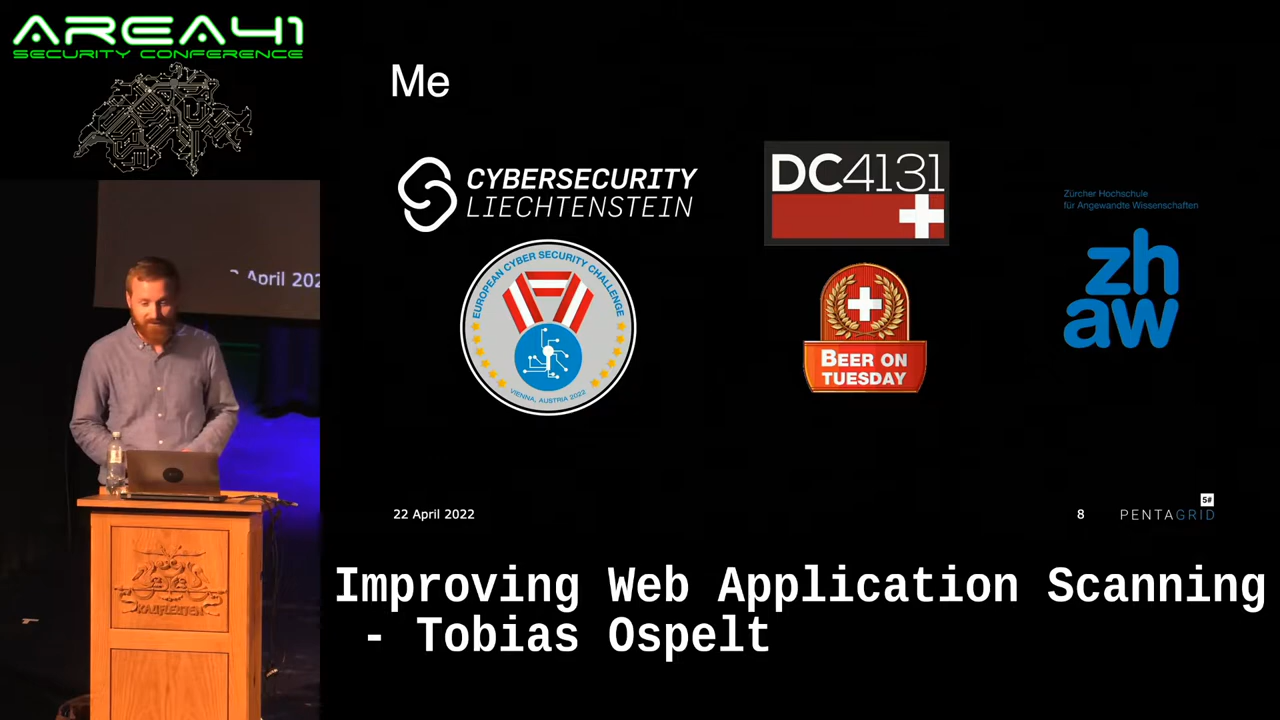 AREA41
SECURITY CONFERENCE
Me
CYBERSECURITY
LIECHTENSTEIN
DC4131
Zürcher Hochschule
für Angewandte Wissenschaften
zh
aw
EUROPEAN CYBER SECURITY CHALLENGE
VIENNA, AUSTRIA 2022
BEER ON
TUESDAY
April 202
KAUFLEUTEN
22 April 2022
8
5#
PENTAGRID
Improving Web Application Scanning
- Tobias Ospelt